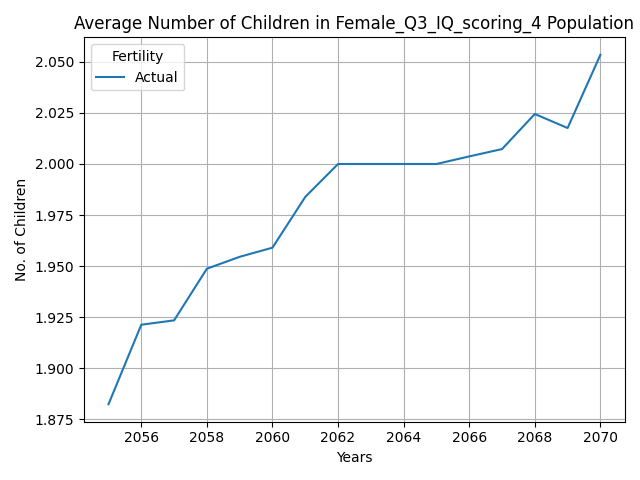 Average Number of Children in Female_Q3_IQ_scoring_4 Population
Fertility
Actual
No. of Children
2.050
2.025
2.000
1.975
1.950
1.925
1.900
1.875
2056 2058 2060 2062 2064 2066 2068 2070
Years